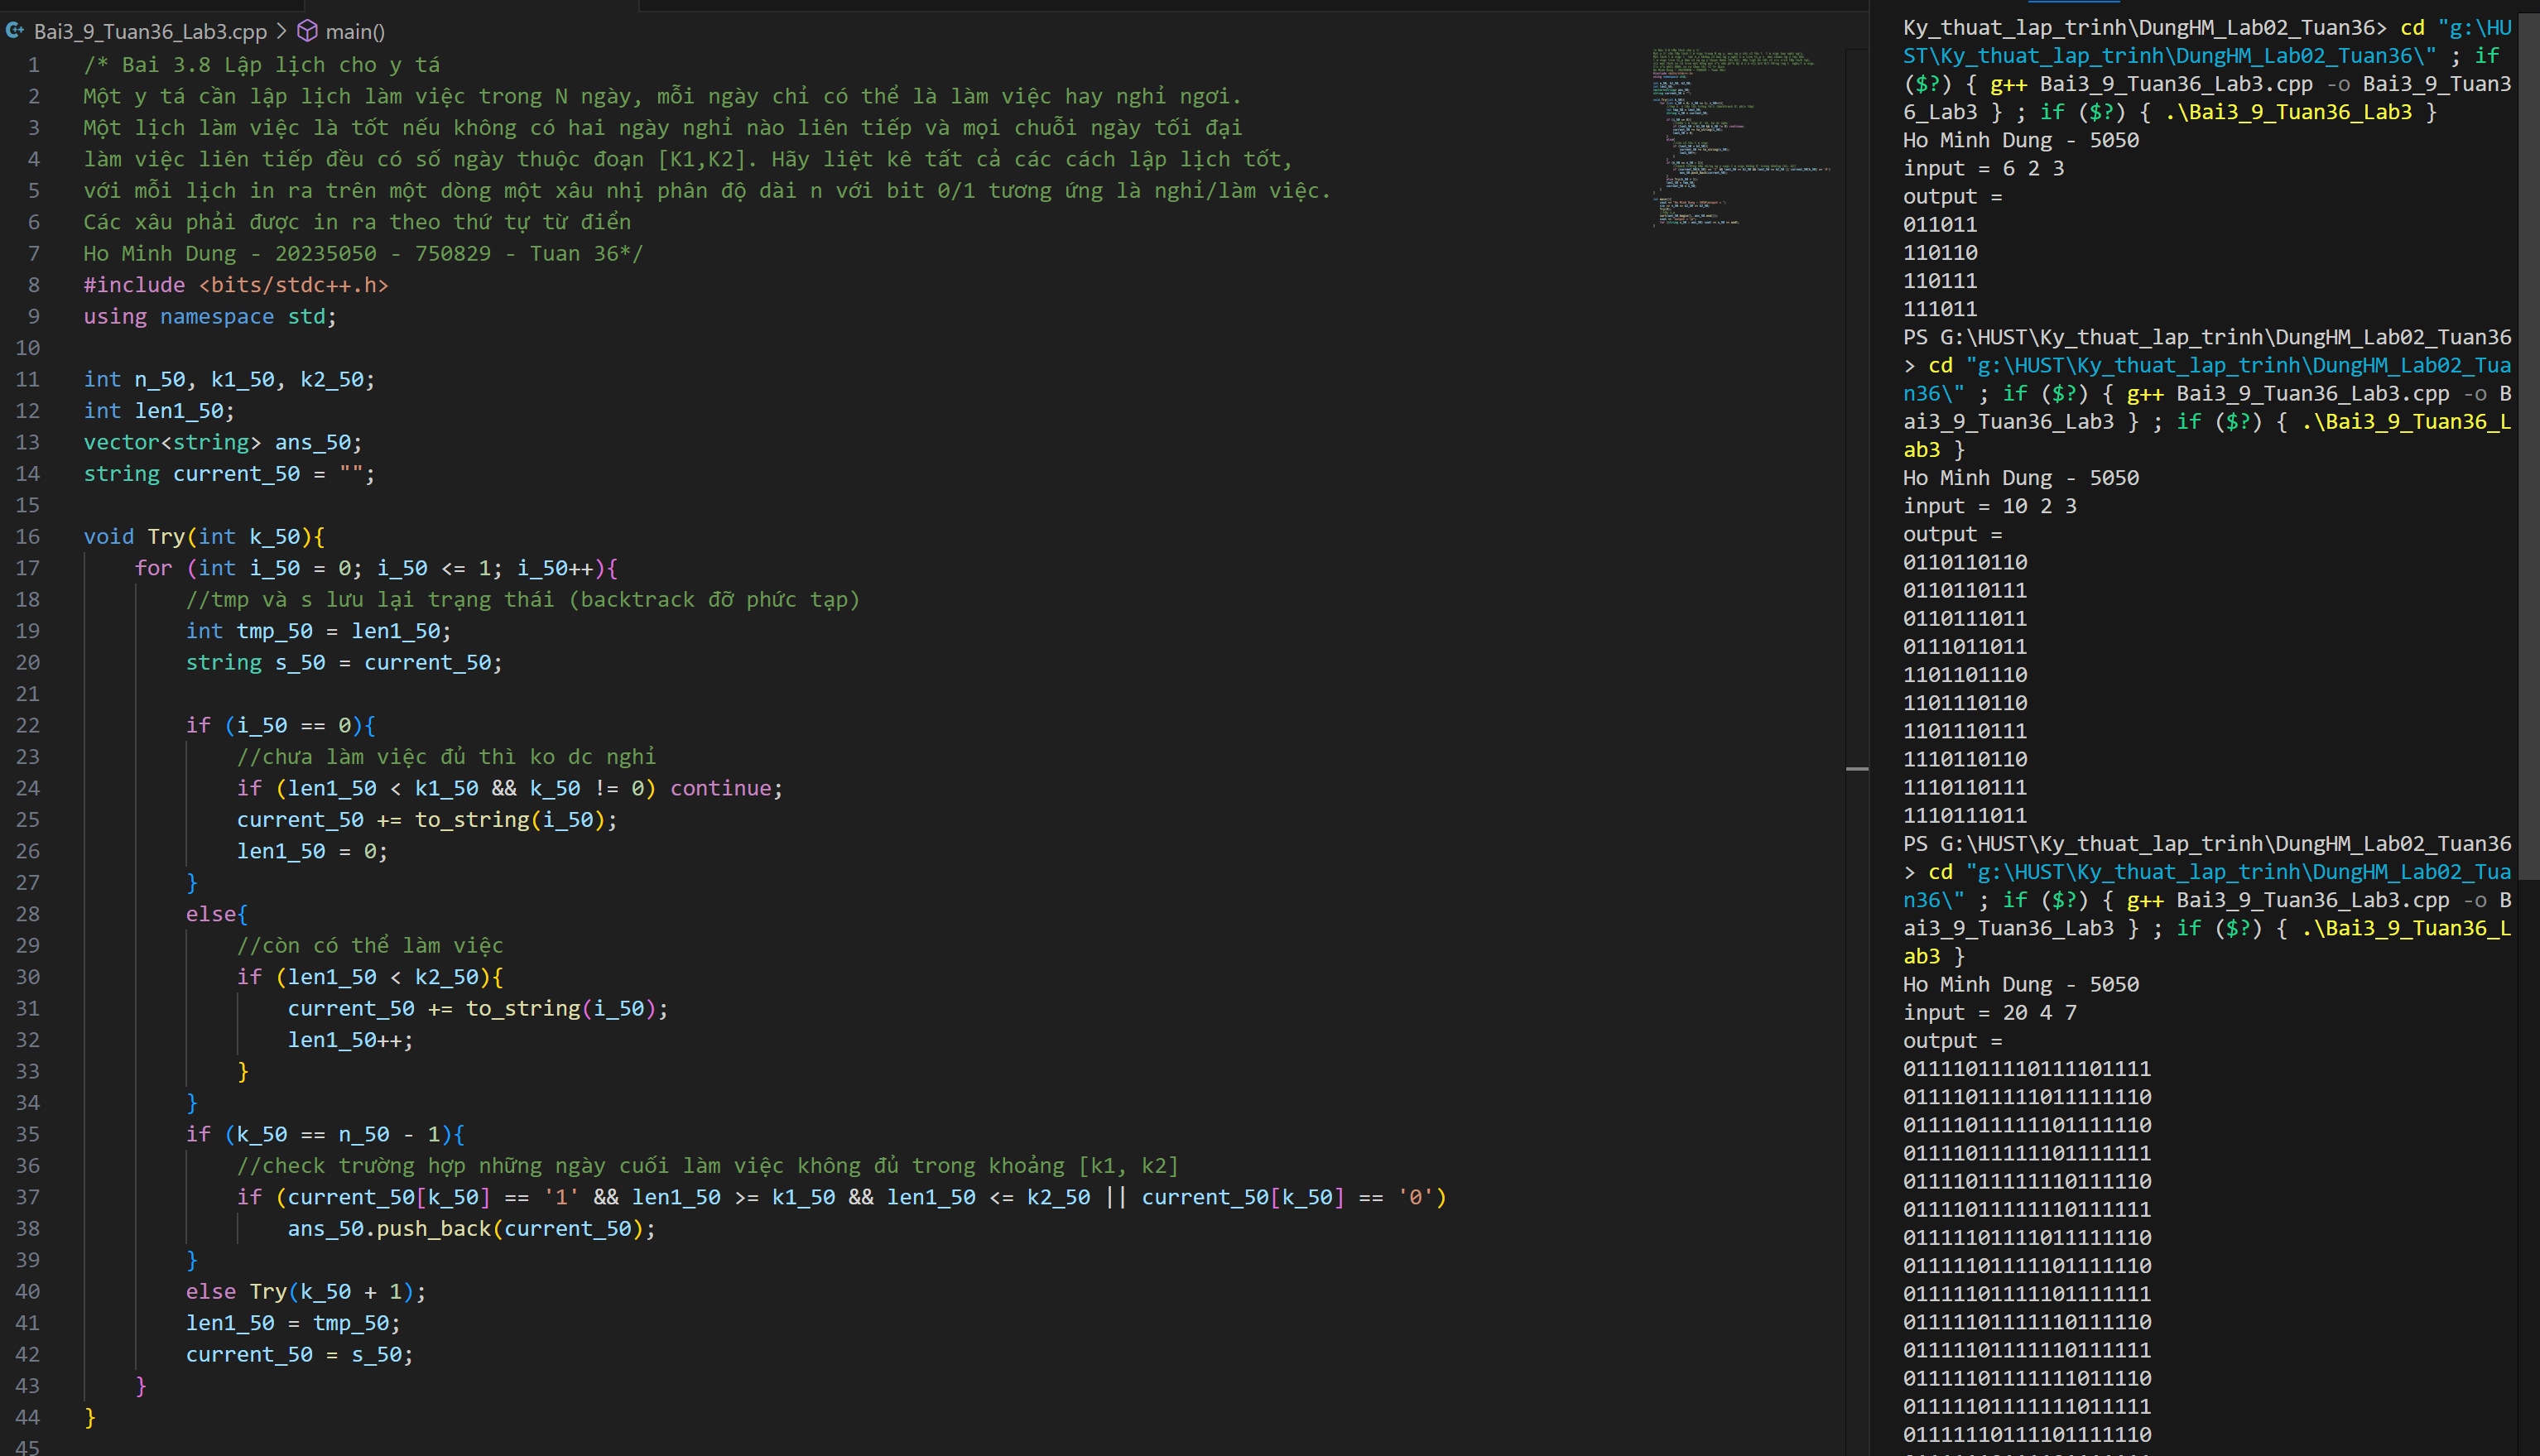 Bai3_9_Tuan36_Lab3.cpp > main()
1 /* Bai 3.8 Lập lịch cho y tá
2 Một y tá cần lập lịch làm việc trong N ngày, mỗi ngày chỉ có thể là làm việc hay nghỉ ngơi.
3 Một lịch làm việc là tốt nếu không có hai ngày nghỉ nào liên tiếp và mọi chuỗi ngày tối đại
4 làm việc liên tiếp đều có số ngày thuộc đoạn [K1,K2]. Hãy liệt kê tất cả các cách lập lịch tốt,
5 với mỗi lịch in ra trên một dòng một xâu nhị phân độ dài n với bit 0/1 tương ứng là nghỉ/làm việc.
6 Các xâu phải được in ra theo thứ tự từ điển
7 Ho Minh Dung - 20235050 - 750829 - Tuan 36*/
8 #include <bits/stdc++.h>
9 using namespace std;
10
11 int n_50, k1_50, k2_50;
12 int len1_50;
13 vector<string> ans_50;
14 string current_50 = "";
15
16 void Try(int k_50){
17 for (int i_50 = 0; i_50 <= 1; i_50++){
18 //tmp và s lưu lại trạng thái (backtrack đỡ phức tạp)
19 int tmp_50 = len1_50;
20 string s_50 = current_50;
21
22 if (i_50 == 0){
23 //chưa làm việc đủ thì ko dc nghỉ
24 if (len1_50 < k1_50 && k_50 != 0) continue;
25 current_50 += to_string(i_50);
26 len1_50 = 0;
27 }
28 else{
29 //còn có thể làm việc
30 if (len1_50 < k2_50){
31 current_50 += to_string(i_50);
32 len1_50++;
33 }
34 }
35 if (k_50 == n_50 - 1){
36 //check trường hợp những ngày cuối làm việc không đủ trong khoảng [k1, k2]
37 if (current_50[k_50] == '1' && len1_50 >= k1_50 && len1_50 <= k2_50 || current_50[k_50] == '0')
38 ans_50.push_back(current_50);
39 }
40 else Try(k_50 + 1);
41 len1_50 = tmp_50;
42 current_50 = s_50;
43 }
44 }
45
Ky_thuat_lap_trinh\DungHM_Lab02_Tuan36> cd "g:\HU
ST\Ky_thuat_lap_trinh\DungHM_Lab02_Tuan36\" ; if
($?) { g++ Bai3_9_Tuan36_Lab3.cpp -o Bai3_9_Tuan3
6_Lab3 } ; if ($?) { .\Bai3_9_Tuan36_Lab3 }
Ho Minh Dung - 5050
input = 6 2 3
output =
011011
110110
110111
111011
PS G:\HUST\Ky_thuat_lap_trinh\DungHM_Lab02_Tuan36
> cd "g:\HUST\Ky_thuat_lap_trinh\DungHM_Lab02_Tua
n36\" ; if ($?) { g++ Bai3_9_Tuan36_Lab3.cpp -o B
ai3_9_Tuan36_Lab3 } ; if ($?) { .\Bai3_9_Tuan36_L
ab3 }
Ho Minh Dung - 5050
input = 10 2 3
output =
0110110110
0110110111
0110111011
0111011011
1101101110
1101110110
1101110111
1110110110
1110110111
1110111011
PS G:\HUST\Ky_thuat_lap_trinh\DungHM_Lab02_Tuan36
> cd "g:\HUST\Ky_thuat_lap_trinh\DungHM_Lab02_Tua
n36\" ; if ($?) { g++ Bai3_9_Tuan36_Lab3.cpp -o B
ai3_9_Tuan36_Lab3 } ; if ($?) { .\Bai3_9_Tuan36_L
ab3 }
Ho Minh Dung - 5050
input = 20 4 7
output =
01111011110111101111
01111011111011111110
01111011111101111110
01111011111101111111
01111011111110111110
01111011111110111111
01111101111011111110
01111101111101111110
01111101111101111111
01111101111110111110
01111101111110111111
01111101111111011110
01111101111111011111
01111110111101111110